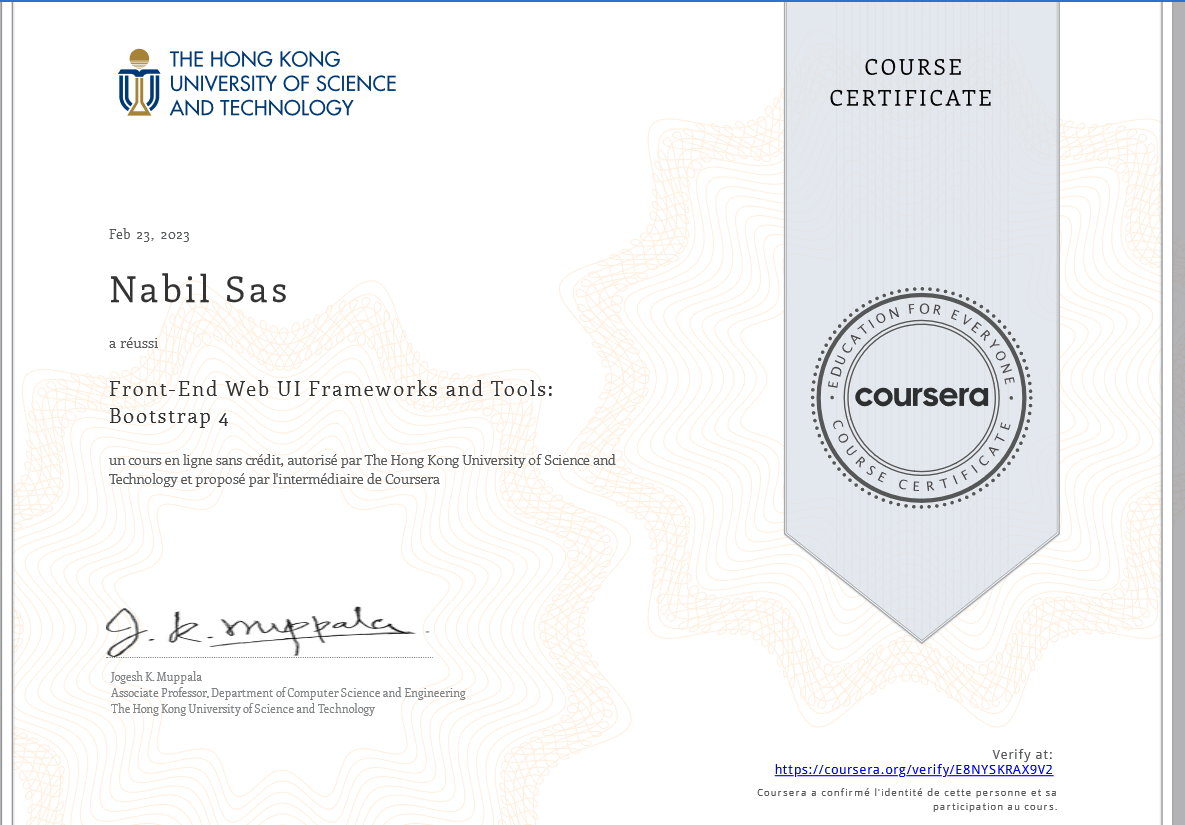 THE HONG KONG
UNIVERSITY OF SCIENCE
AND TECHNOLOGY
COURSE
CERTIFICATE
Feb 23, 2023
Nabil Sas
a réussi
Front-End Web UI Frameworks and Tools:
Bootstrap 4
un cours en ligne sans crédit, autorisé par The Hong Kong University of Science and
Technology et proposé par l'intermédiaire de Coursera
EDUCATION FOR EVERYONE
coursera
COURSE CERTIFICATE
J. K. Muppala
Jogesh K. Muppala
Associate Professor, Department of Computer Science and Engineering
The Hong Kong University of Science and Technology
Verify at:
https://coursera.org/verify/E8NYSKRAX9V2
Coursera a confirmé l'identité de cette personne et sa
participation au cours.